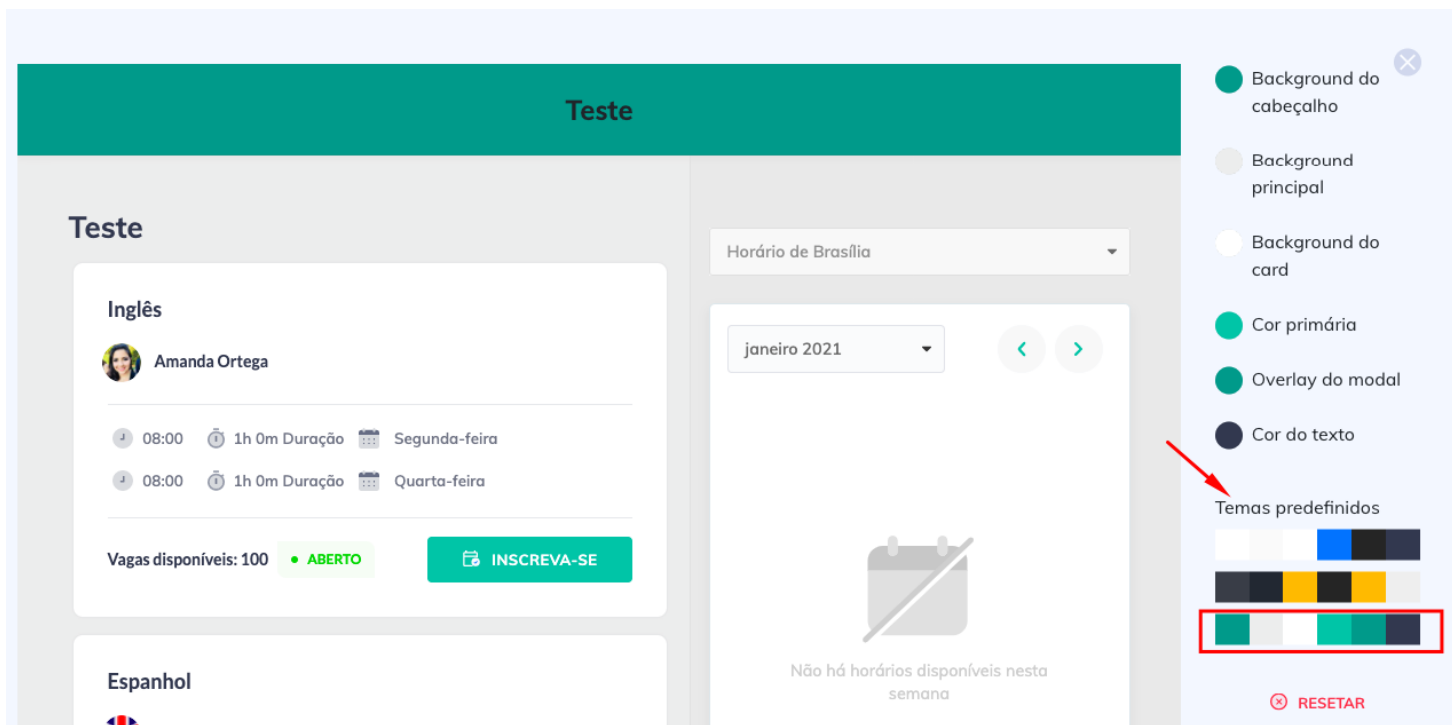 Teste
Teste
Inglês
Amanda Ortega
08:00 1h 0m Duração Segunda-feira
08:00 1h 0m Duração Quarta-feira
Vagas disponíveis: 100 • ABERTO INSCREVA-SE
Espanhol
Horário de Brasília
janeiro 2021
Não há horários disponíveis nesta
semana
Background do
cabeçalho
Background
principal
Background do
card
Cor primária
Overlay do modal
Cor do texto
Temas predefinidos
RESETAR